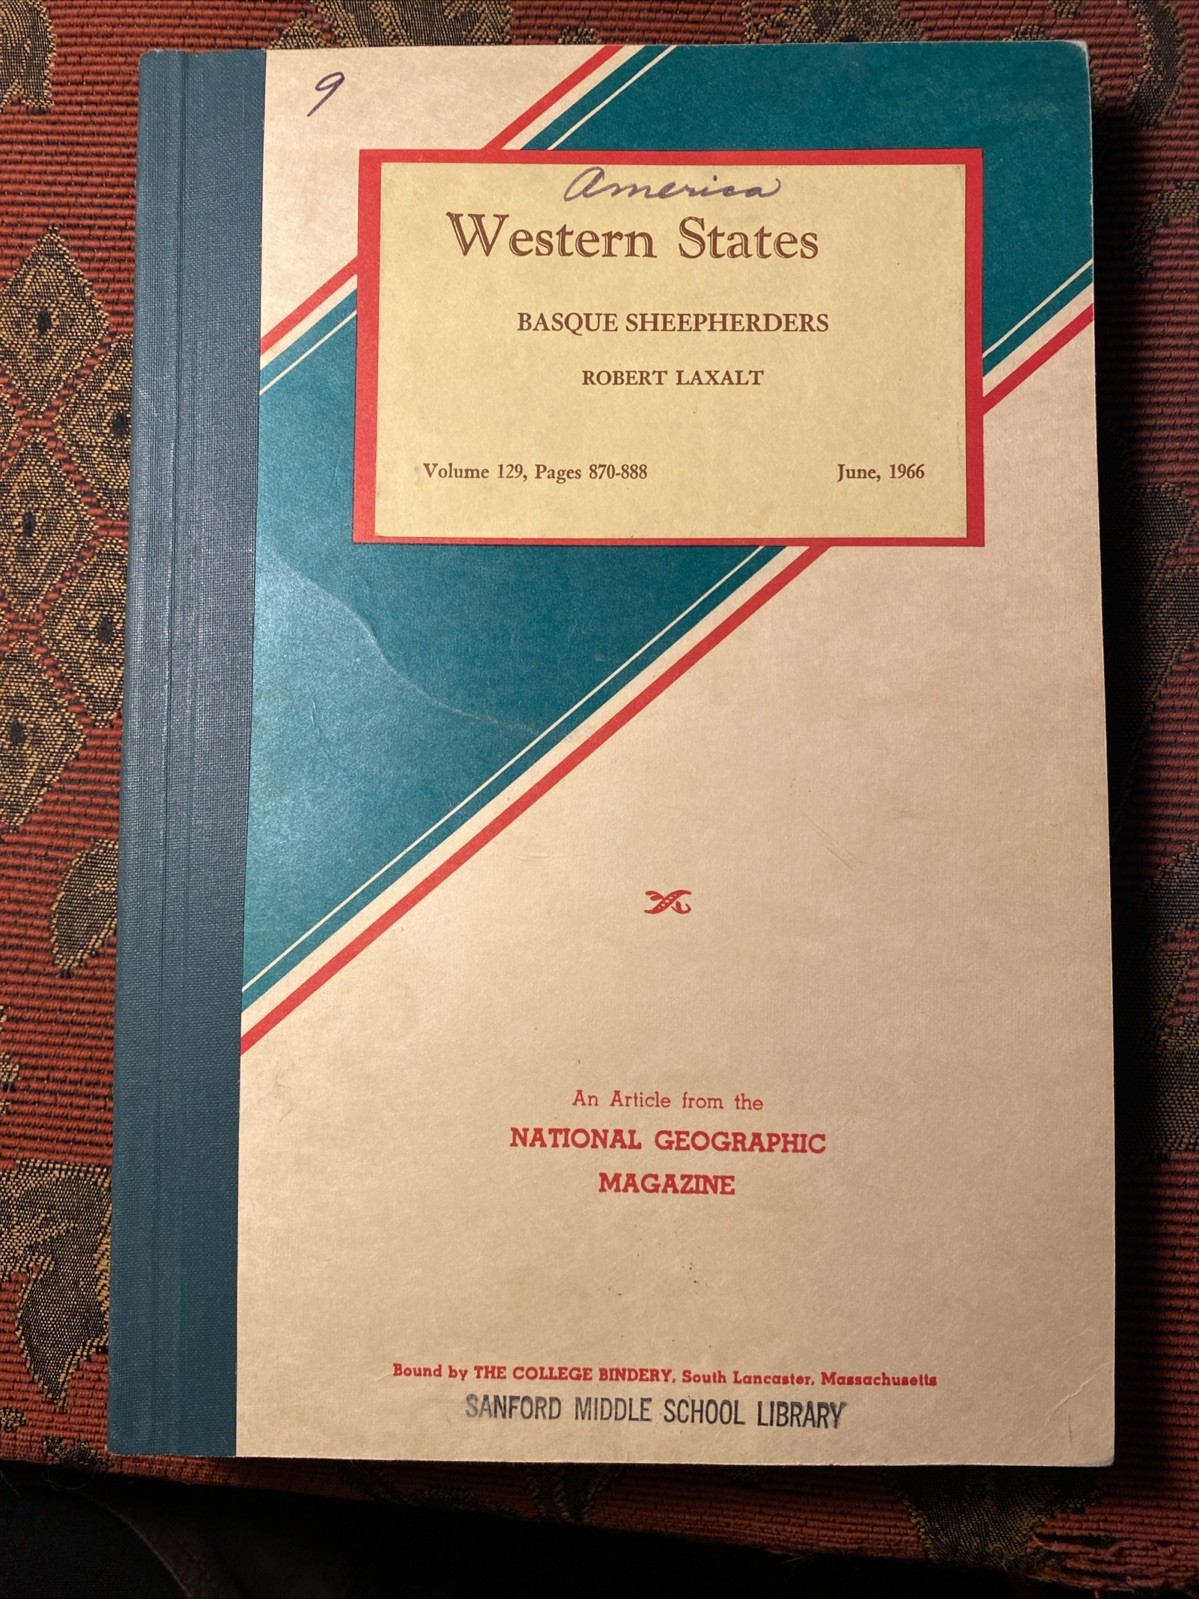 9
America
Western States
BASQUE SHEEPHERDERS
ROBERT LAXALT
Volume 129, Pages 870-888 June, 1966
An Article from the
NATIONAL GEOGRAPHIC
MAGAZINE
Bound by THE COLLEGE BINDERY, South Lancaster, Massachusetts
SANFORD MIDDLE SCHOOL LIBRARY